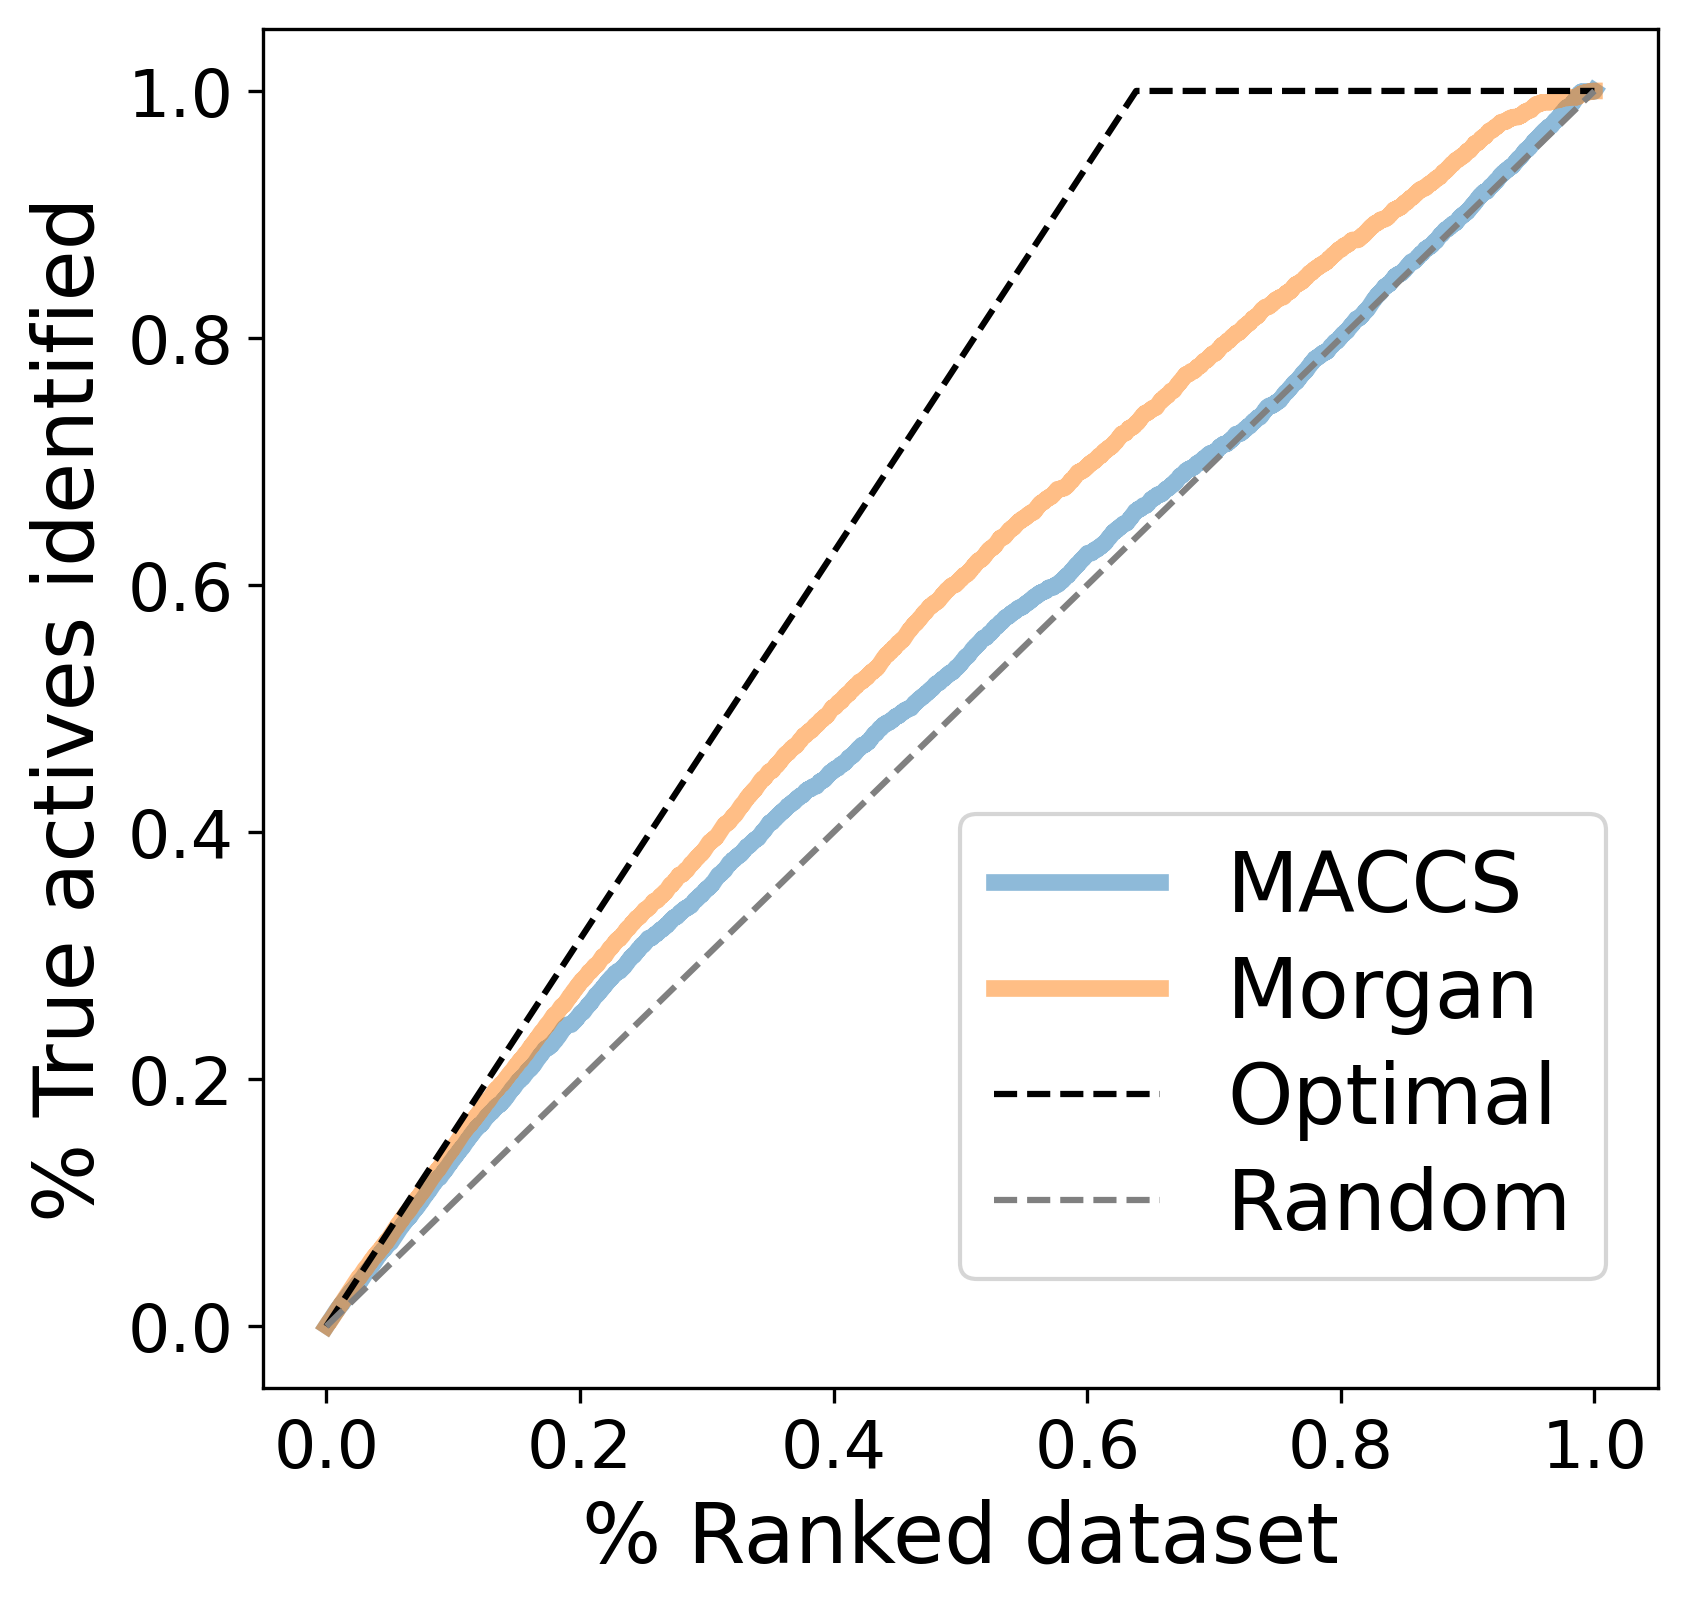 % True actives identified
1.0
0.8
0.6
0.4
0.2
0.0
MACCS
Morgan
Optimal
Random
0.0 0.2 0.4 0.6 0.8 1.0
% Ranked dataset